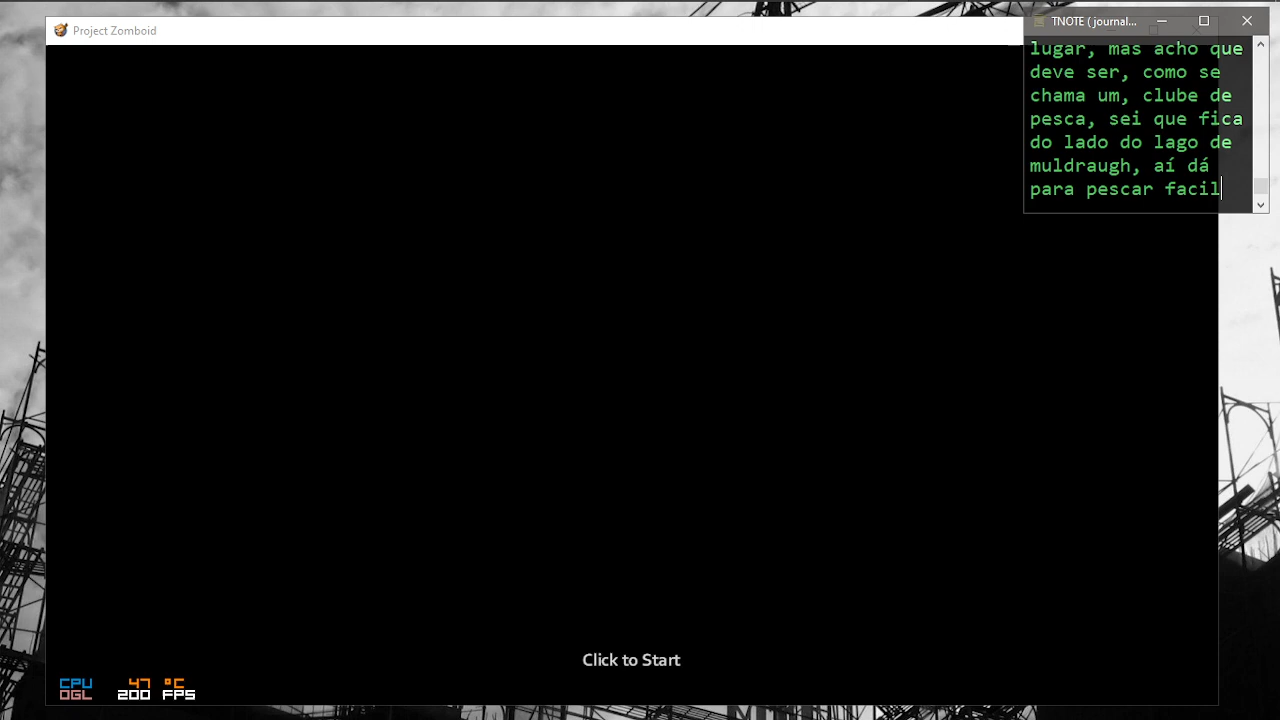 Project Zomboid
TNOTE ( journal...
lugar, mas acho que
deve ser, como se
chama um, clube de
pesca, sei que fica
do lado do lago de
muldraugh, aí dá
para pescar facil
Click to Start
CPU 47 °C
OGL 200 FPS